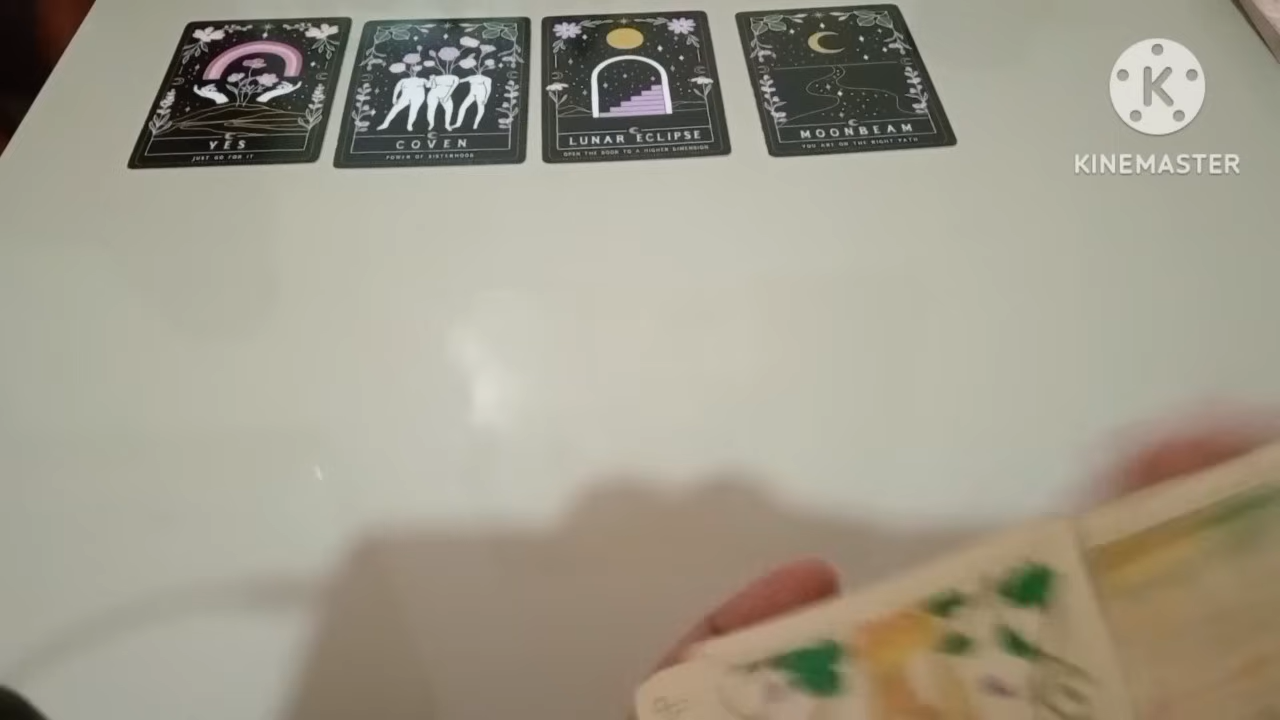 YES
JUST GO FOR IT
COVEN
POWER OF SISTERHOOD
LUNAR ECLIPSE
OPEN THE DOOR TO A HIGHER DIMENSION
MOONBEAM
YOU ARE ON THE RIGHT PATH
K
KINEMASTER